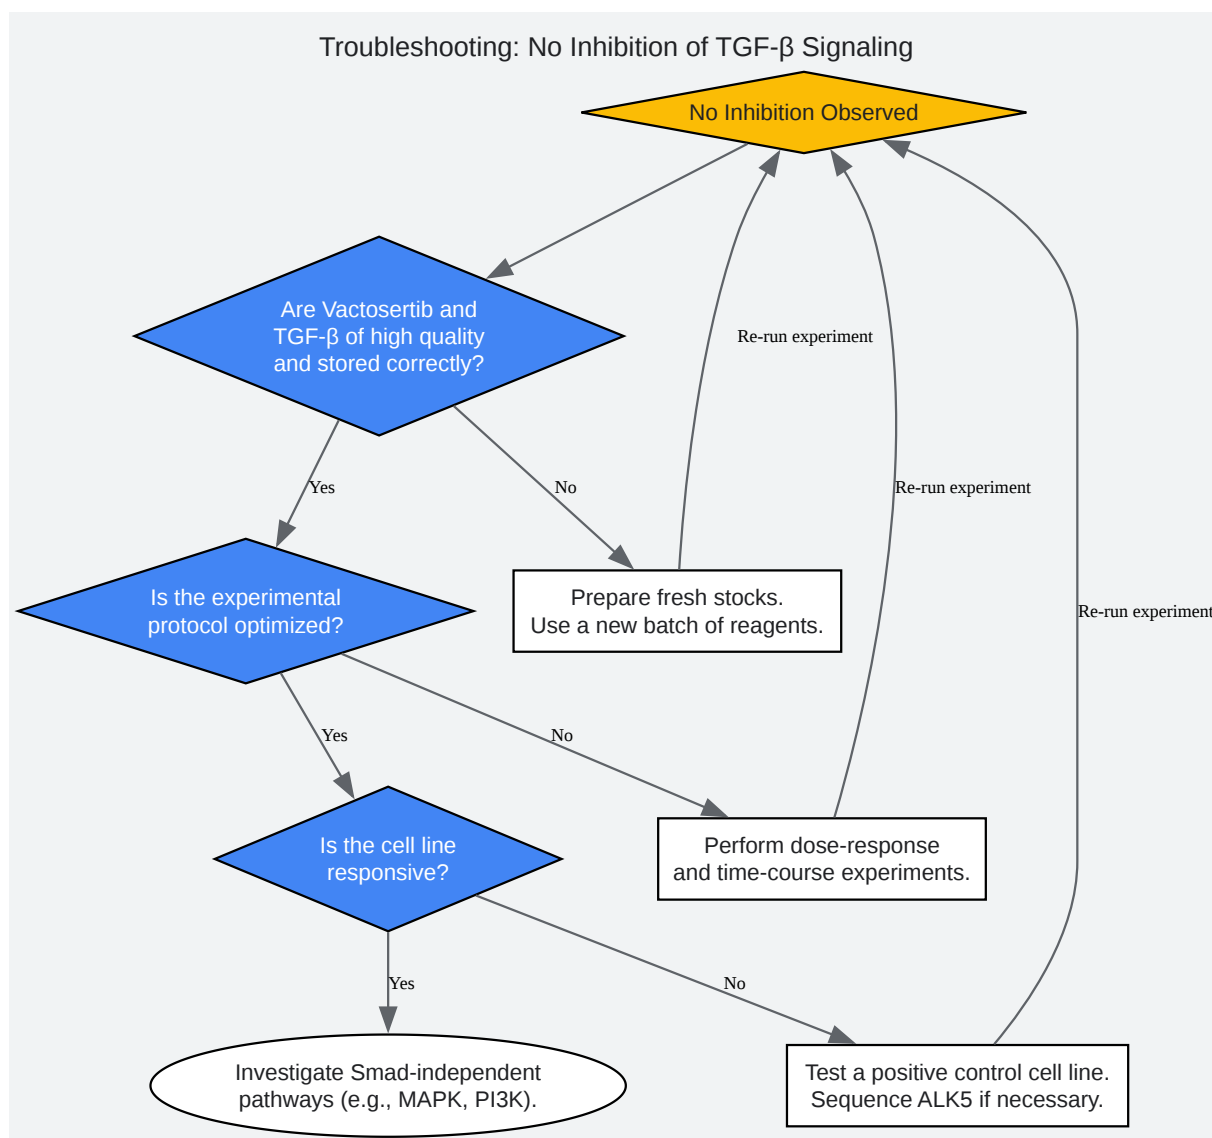 Troubleshooting: No Inhibition of TGF-β Signaling
No Inhibition Observed
Are Vactosertib and
TGF-β of high quality
and stored correctly?
Re-run experiment
Yes
No
Re-run experiment
Is the experimental
protocol optimized?
Prepare fresh stocks.
Use a new batch of reagents.
Re-run experiment
Yes
No
Is the cell line
responsive?
Perform dose-response
and time-course experiments.
Yes
No
Investigate Smad-independent
pathways (e.g., MAPK, PI3K).
Test a positive control cell line.
Sequence ALK5 if necessary.